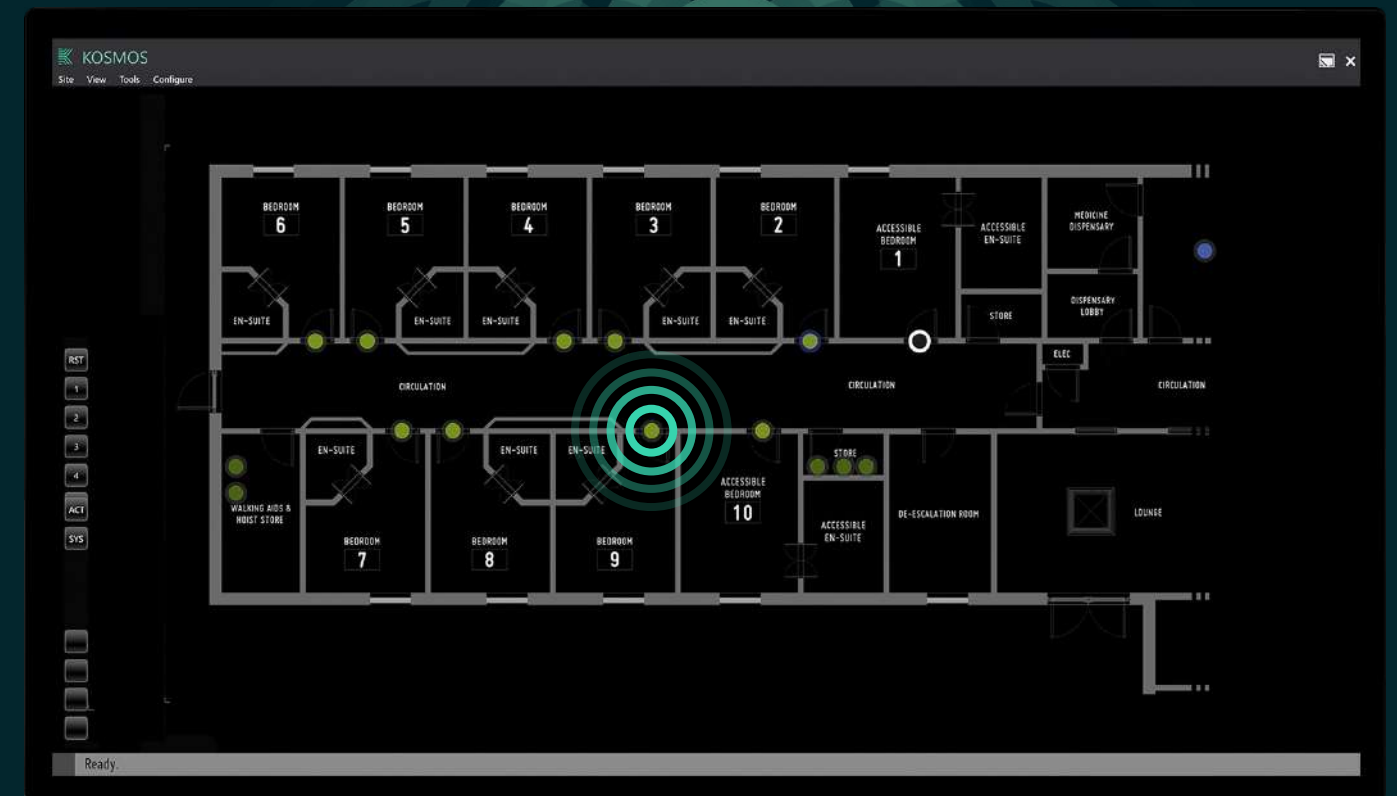 KOSMOS
Site View Tools Configure
BEDROOM
6
BEDROOM
5
BEDROOM
4
BEDROOM
3
BEDROOM
2
ACCESSIBLE
BEDROOM
1
ACCESSIBLE
EN-SUITE
MEDICINE
DISPENSARY
EN-SUITE
EN-SUITE
EN-SUITE
EN-SUITE
EN-SUITE
STORE
DISPENSARY
LOBBY
ELEC
CIRCULATION
CIRCULATION
CIRCULATION
RST
1
2
3
4
ACT
SYS
EN-SUITE
EN-SUITE
EN-SUITE
STORE
WALKING AIDS &
HOIST STORE
BEDROOM
7
BEDROOM
8
BEDROOM
9
ACCESSIBLE
BEDROOM
10
ACCESSIBLE
EN-SUITE
DE-ESCALATION ROOM
LOUNGE
Ready.